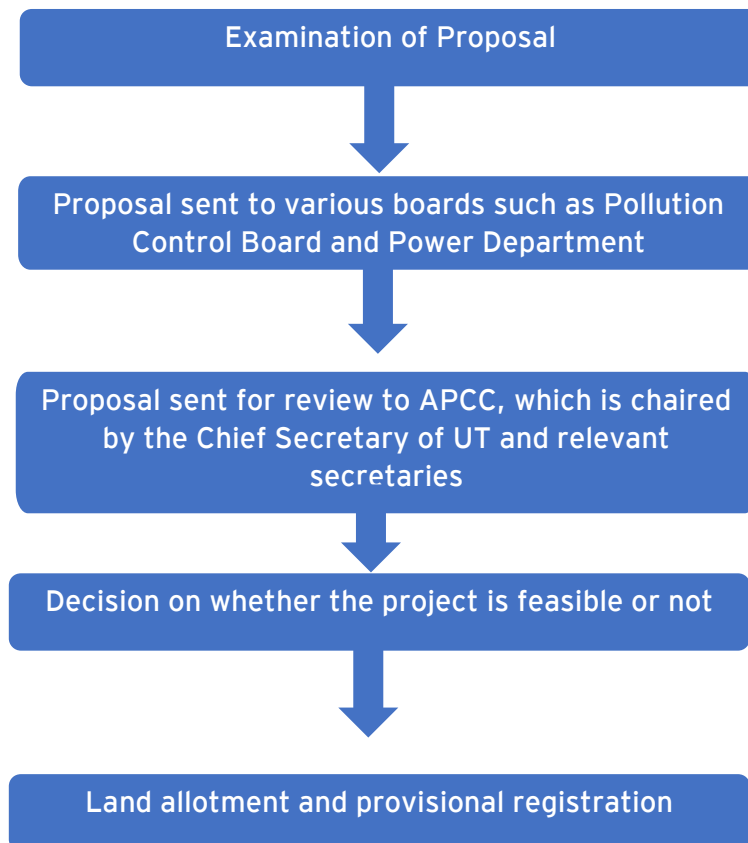 Examination of Proposal
Proposal sent to various boards such as Pollution
Control Board and Power Department
Proposal sent for review to APCC, which is chaired
by the Chief Secretary of UT and relevant
secretaries
Decision on whether the project is feasible or not
Land allotment and provisional registration